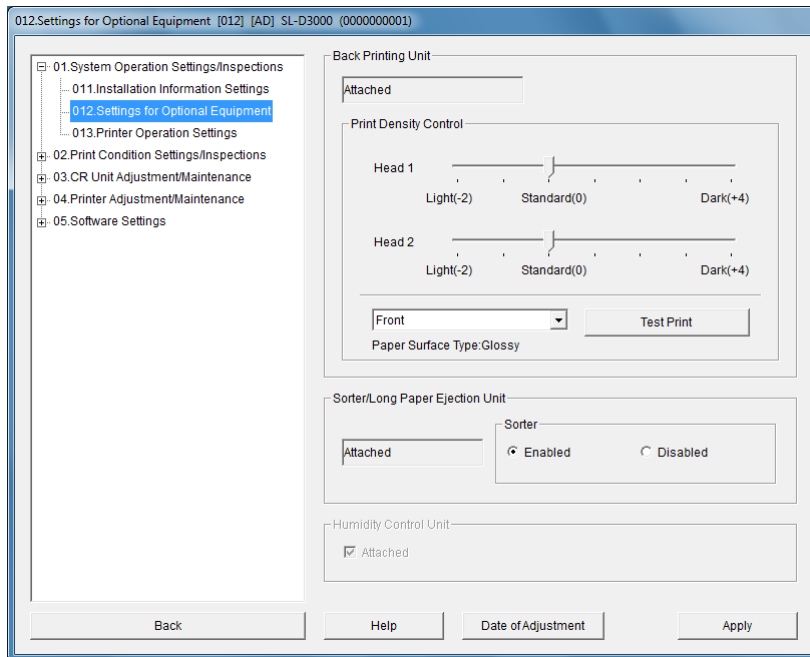 012.Settings for Optional Equipment [012] [AD] SL-D3000 (0000000001)
01.System Operation Settings/Inspections
011.Installation Information Settings
012.Settings for Optional Equipment
013.Printer Operation Settings
02.Print Condition Settings/Inspections
03.CR Unit Adjustment/Maintenance
04.Printer Adjustment/Maintenance
05.Software Settings
Back Printing Unit
Attached
Print Density Control
Head 1
Light(-2) Standard(0) Dark(+4)
Head 2
Light(-2) Standard(0) Dark(+4)
Front Test Print
Paper Surface Type:Glossy
Sorter/Long Paper Ejection Unit
Sorter
Attached Enabled Disabled
Humidity Control Unit
Attached
Back Help Date of Adjustment Apply